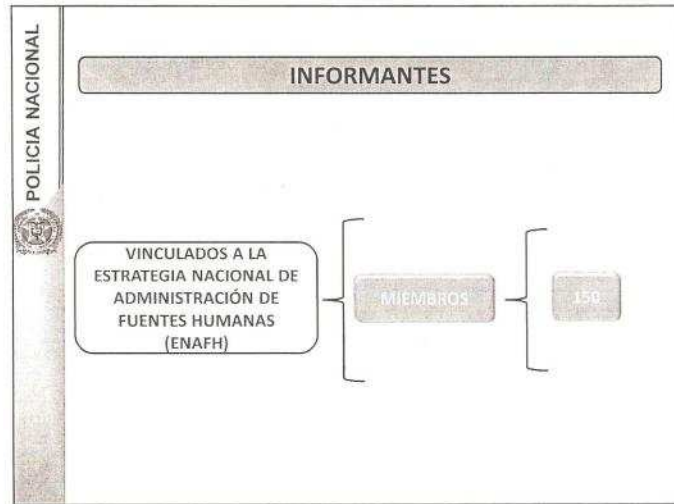 POLICIA NACIONAL
INFORMANTES
VINCULADOS A LA
ESTRATEGIA NACIONAL DE
ADMINISTRACIÓN DE
FUENTES HUMANAS
(ENAFH)
MIEMBROS
150